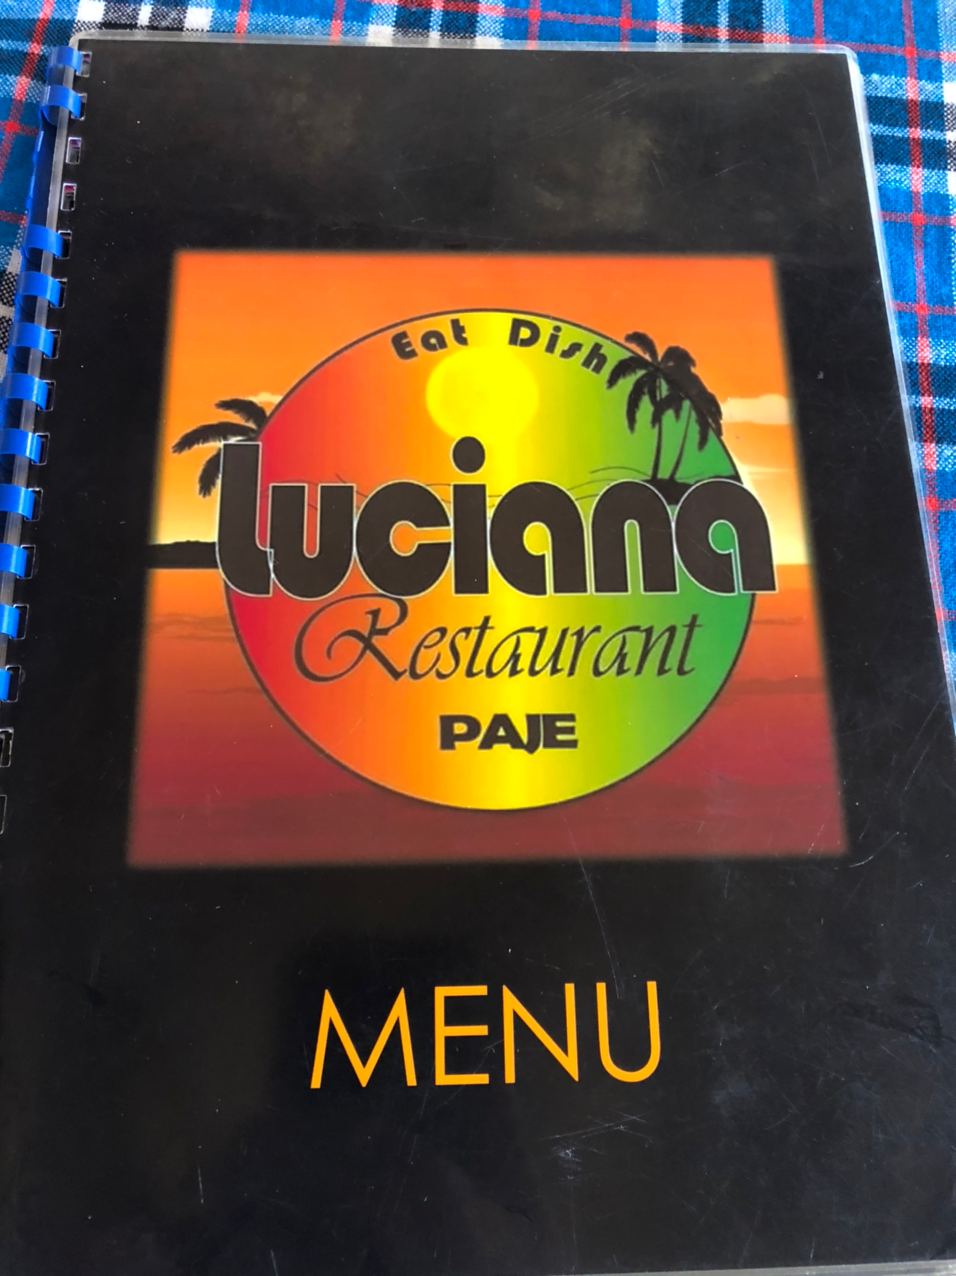 Eat Dish
Luciana
Restaurant
PAJE
MENU